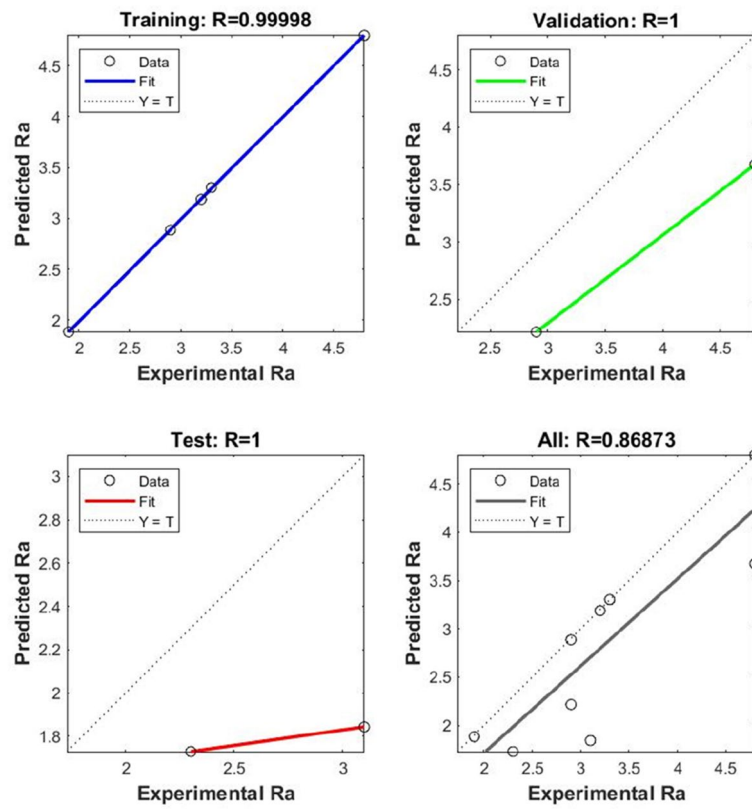 Training: R=0.99998
Data
Fit
Y = T
4.5
4
3.5
3
2.5
2
Predicted Ra
2 2.5 3 3.5 4 4.5
Experimental Ra
Validation: R=1
Data
Fit
Y = T
4.5
4
3.5
3
2.5
Predicted Ra
2.5 3 3.5 4 4.5
Experimental Ra
Test: R=1
Data
Fit
Y = T
3
2.8
2.6
2.4
2.2
2
1.8
Predicted Ra
2 2.5 3
Experimental Ra
All: R=0.86873
Data
Fit
Y = T
4.5
4
3.5
3
2.5
2
Predicted Ra
2 2.5 3 3.5 4 4.5
Experimental Ra